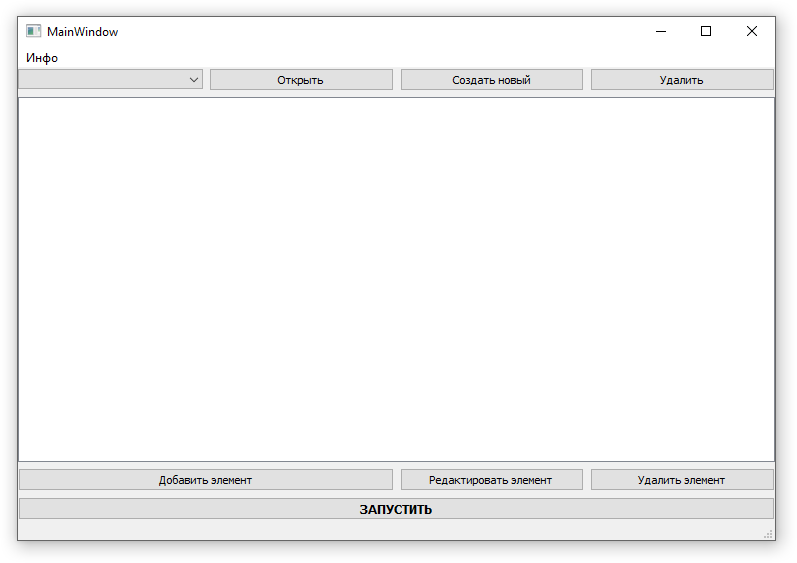 MainWindow
Инфо
Открыть Создать новый Удалить
Добавить элемент Редактировать элемент Удалить элемент
ЗАПУСТИТЬ